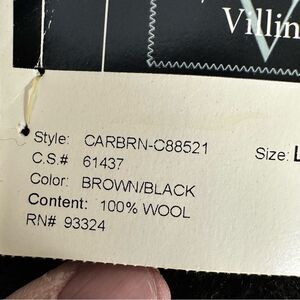 Villin
Style: CARBRN-C88521
C.S.# 61437
Size: L
Color: BROWN/BLACK
Content: 100% WOOL
RN# 93324